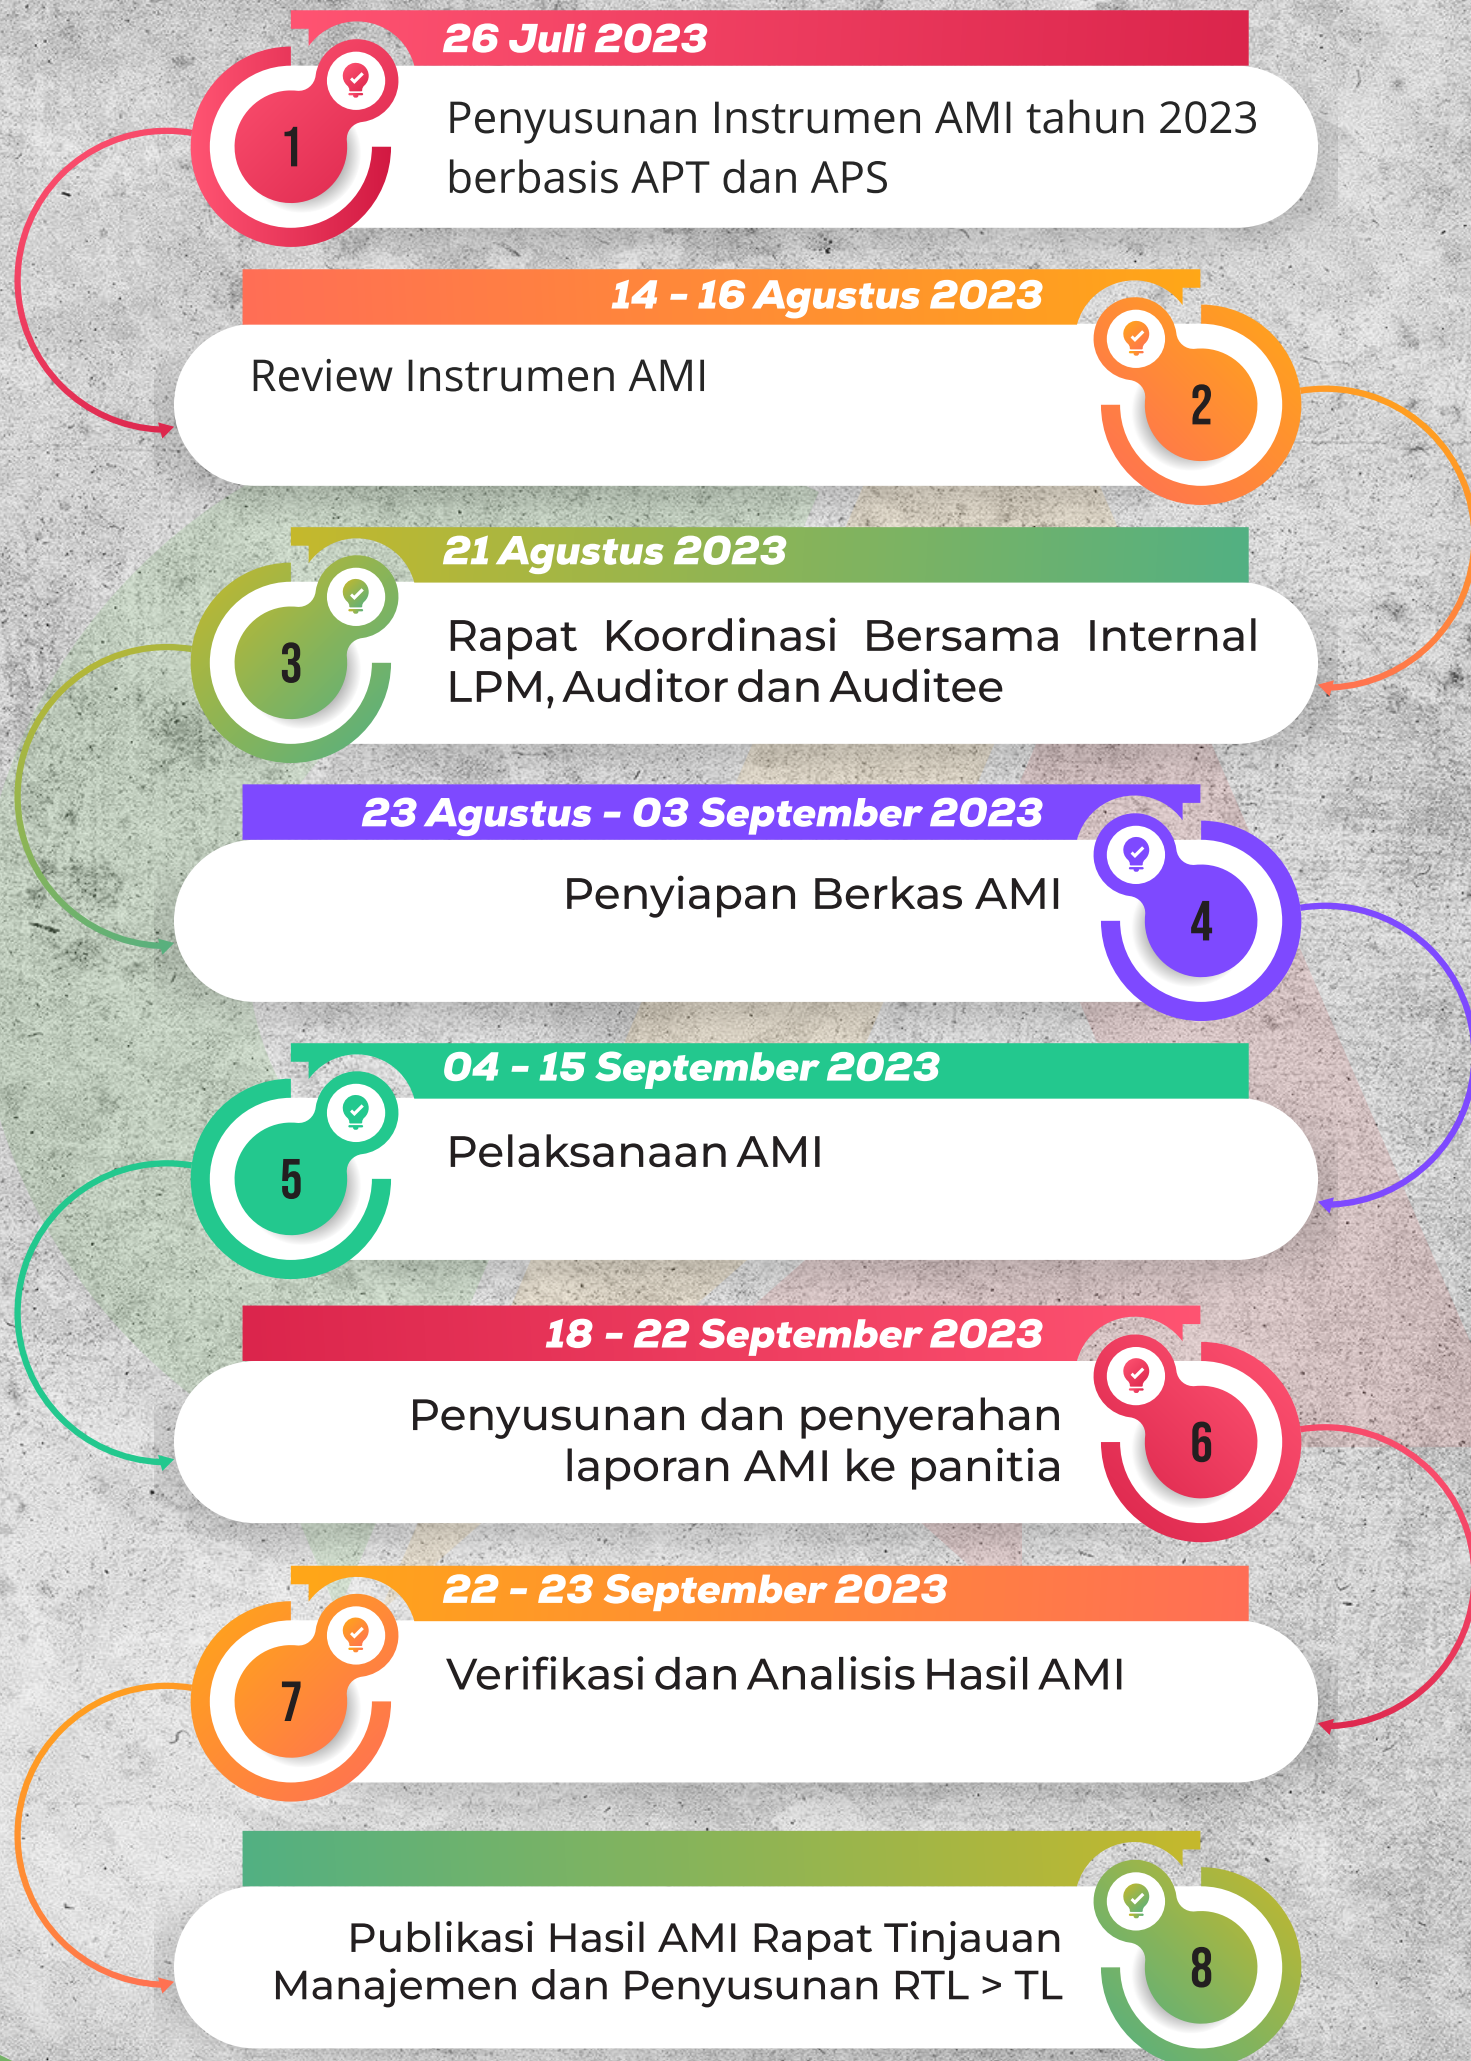 26 Juli 2023
1
Penyusunan Instrumen AMI tahun 2023
berbasis APT dan APS
14 - 16 Agustus 2023
Review Instrumen AMI
2
21 Agustus 2023
3
Rapat Koordinasi Bersama Internal
LPM, Auditor dan Auditee
23 Agustus - 03 September 2023
Penyiapan Berkas AMI
4
04 - 15 September 2023
5
Pelaksanaan AMI
18 - 22 September 2023
Penyusunan dan penyerahan
laporan AMI ke panitia
6
22 - 23 September 2023
7
Verifikasi dan Analisis Hasil AMI
Publikasi Hasil AMI Rapat Tinjauan
Manajemen dan Penyusunan RTL > TL
8